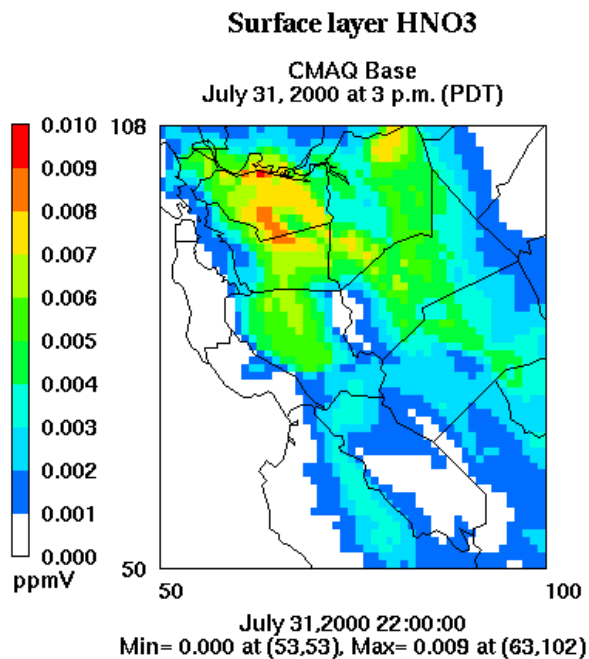 Surface layer HNO3
CMAQ Base
July 31, 2000 at 3 p.m. (PDT)
0.010
0.009
0.008
0.007
0.006
0.005
0.004
0.003
0.002
0.001
0.000
ppmV
108
50
50
100
July 31,2000 22:00:00
Min= 0.000 at (53,53), Max= 0.009 at (63,102)